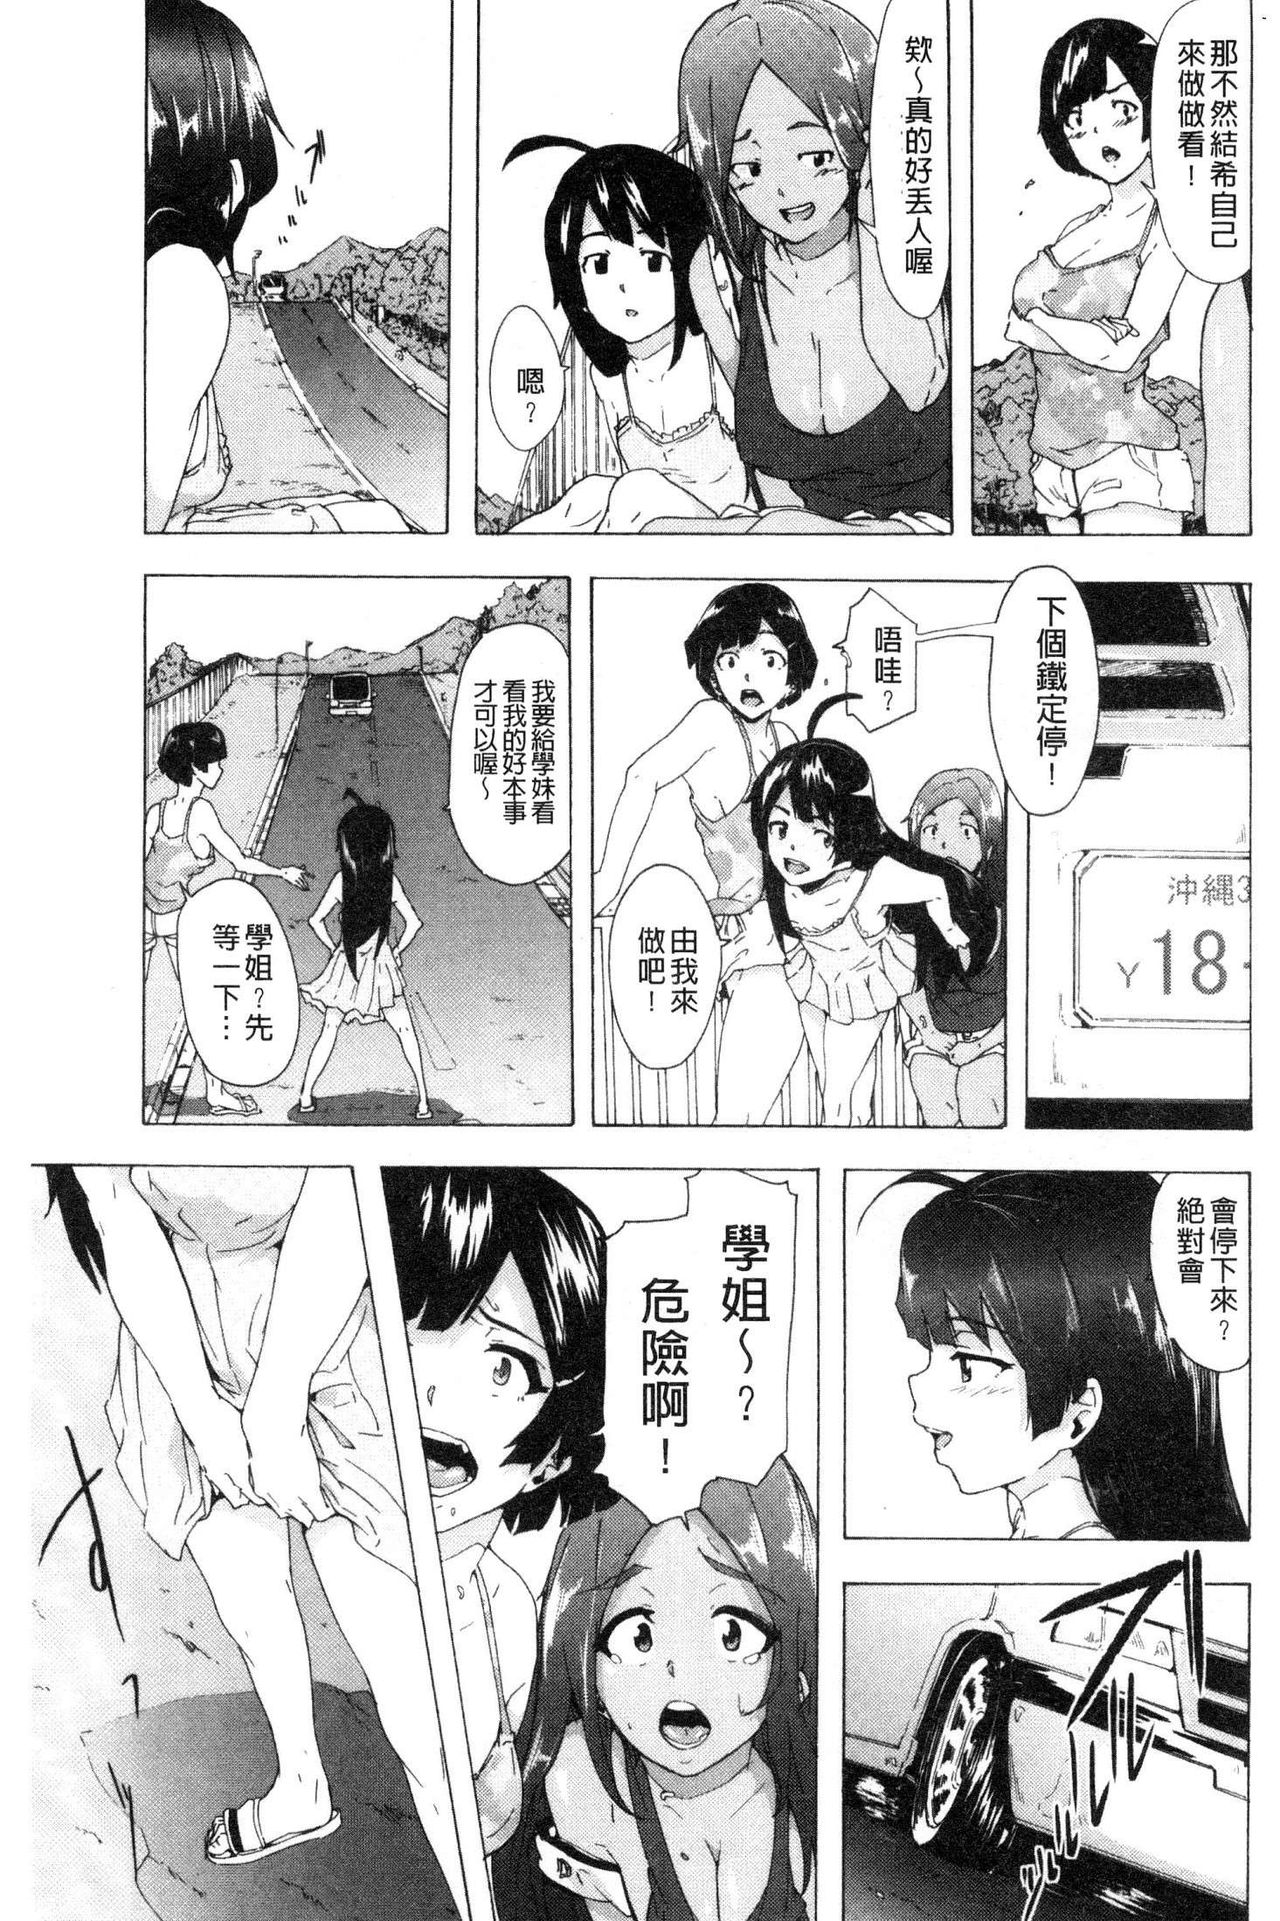 那不然結希自己
來做做看！
欸～真的好丟人喔
嗯？
下個鐵定停！
唔哇？
由我來
做吧！
沖縄3
Y18-
我要給學妹看
看我的好本事
才可以喔～
學姐？先
等一下…
會停下來？
絕對會
學姐～？
危險啊！